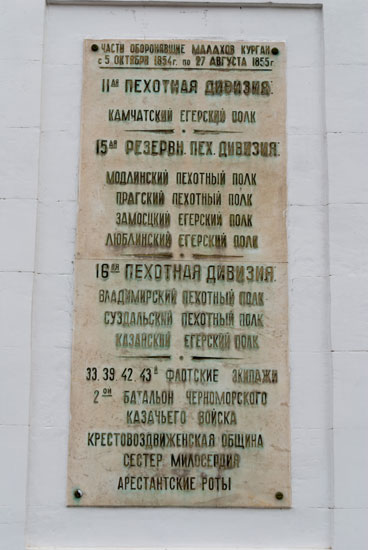 ЧАСТИ ОБОРОНЯВШИЕ МАЛАХОВ КУРГАН
с 5 ОКТЯБРЯ 1854г. по 27 АВГУСТА 1855г.
11ая ПЕХОТНАЯ ДИВИЗИЯ:
КАМЧАТСКИЙ ЕГЕРСКИЙ ПОЛК
15ая РЕЗЕРВН. ПЕХ. ДИВИЗИЯ:
МОДЛИНСКИЙ ПЕХОТНЫЙ ПОЛК
ПРАГСКИЙ ПЕХОТНЫЙ ПОЛК
ЗАМОСЦКИЙ ЕГЕРСКИЙ ПОЛК
ЛЮБЛИНСКИЙ ЕГЕРСКИЙ ПОЛК
16ая ПЕХОТНАЯ ДИВИЗИЯ:
ВЛАДИМИРСКИЙ ПЕХОТНЫЙ ПОЛК
СУЗДАЛЬСКИЙ ПЕХОТНЫЙ ПОЛК
КАЗАНСКИЙ ЕГЕРСКИЙ ПОЛК
33. 39. 42. 43й ФЛОТСКИЕ ЭКИПАЖИ
2ой БАТАЛЬОН ЧЕРНОМОРСКОГО
КАЗАЧЬЕГО ВОЙСКА
КРЕСТОВОЗДВИЖЕНСКАЯ ОБЩИНА
СЕСТЕР МИЛОСЕРДИЯ
АРЕСТАНТСКИЕ РОТЫ